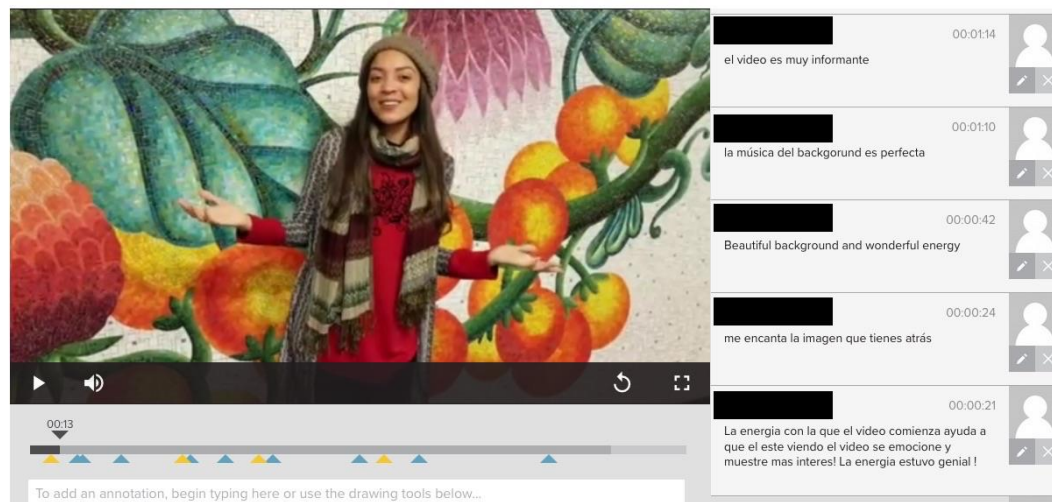 00:01:14
el video es muy informante
00:01:10
la música del backgorund es perfecta
00:00:42
Beautiful background and wonderful energy
00:00:24
me encanta la imagen que tienes atrás
00:00:21
La energia con la que el video comienza ayuda a
que el este viendo el video se emocione y
muestre mas interes! La energia estuvo genial !
00:13
To add an annotation, begin typing here or use the drawing tools below...